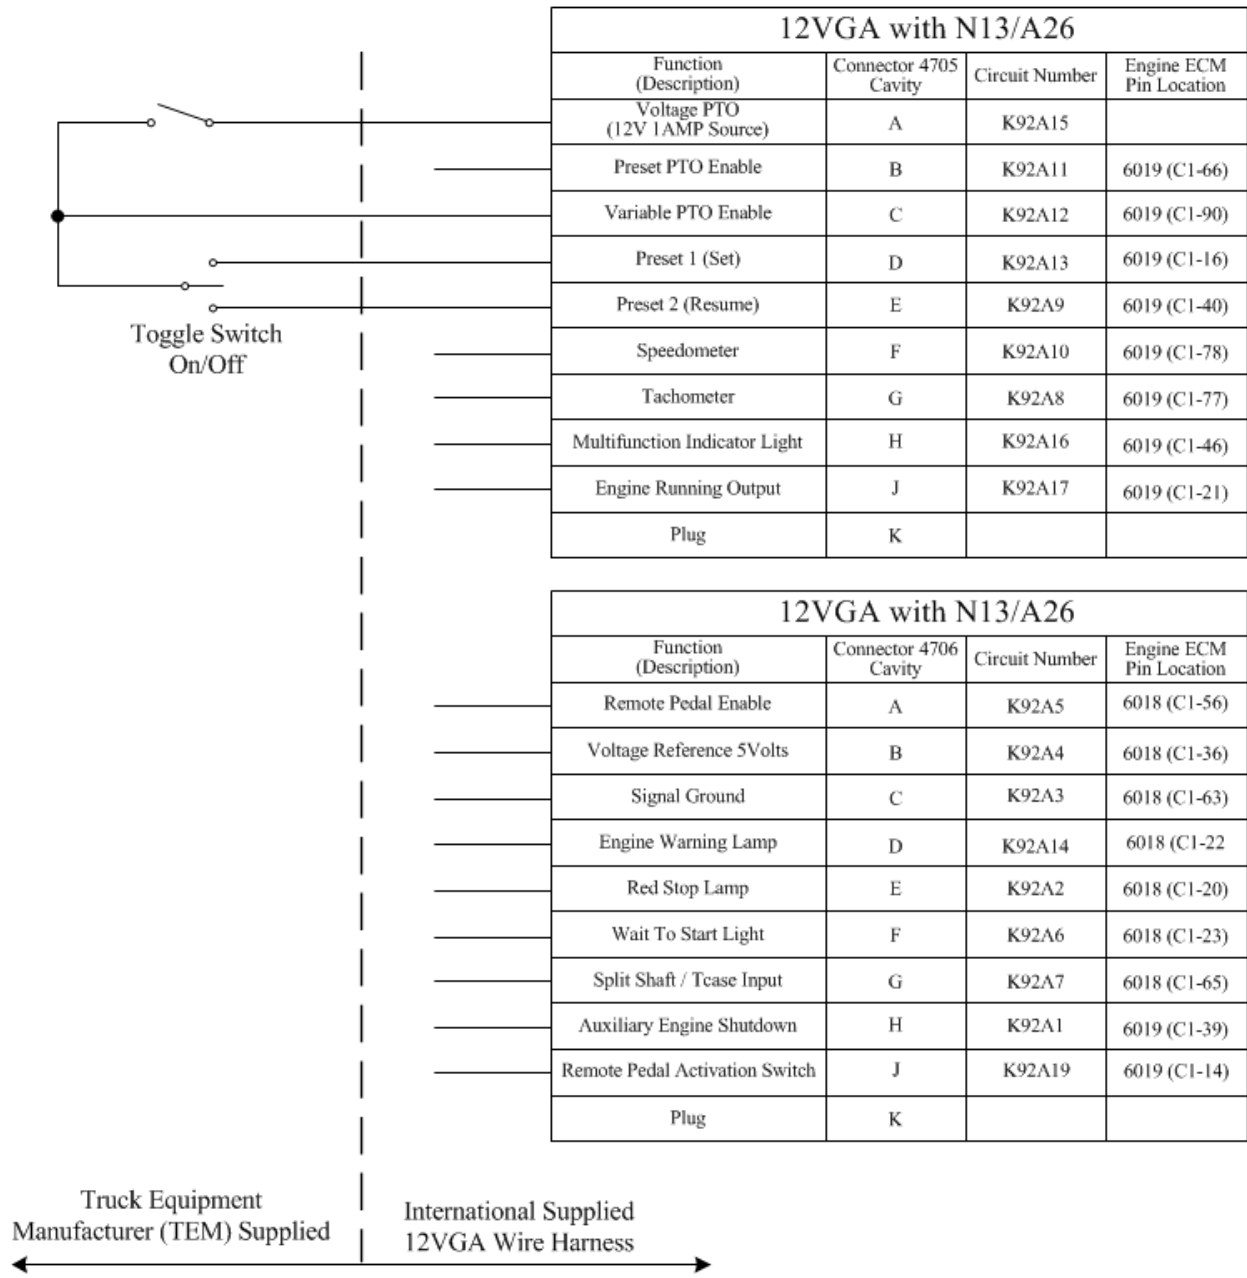 12VGA with N13/A26
Function
(Description)
Connector 4705
Cavity
Circuit Number
Engine ECM
Pin Location
Voltage PTO
(12V 1AMP Source)
A
K92A15
Preset PTO Enable
B
K92A11
6019 (C1-66)
Variable PTO Enable
C
K92A12
6019 (C1-90)
Preset 1 (Set)
D
K92A13
6019 (C1-16)
Preset 2 (Resume)
E
K92A9
6019 (C1-40)
Toggle Switch
On/Off
Speedometer
F
K92A10
6019 (C1-78)
Tachometer
G
K92A8
6019 (C1-77)
Multifunction Indicator Light
H
K92A16
6019 (C1-46)
Engine Running Output
J
K92A17
6019 (C1-21)
Plug
K
12VGA with N13/A26
Function
(Description)
Connector 4706
Cavity
Circuit Number
Engine ECM
Pin Location
Remote Pedal Enable
A
K92A5
6018 (C1-56)
Voltage Reference 5Volts
B
K92A4
6018 (C1-36)
Signal Ground
C
K92A3
6018 (C1-63)
Engine Warning Lamp
D
K92A14
6018 (C1-22
Red Stop Lamp
E
K92A2
6018 (C1-20)
Wait To Start Light
F
K92A6
6018 (C1-23)
Split Shaft / Tcase Input
G
K92A7
6018 (C1-65)
Auxiliary Engine Shutdown
H
K92A1
6019 (C1-39)
Remote Pedal Activation Switch
J
K92A19
6019 (C1-14)
Plug
K
Truck Equipment
Manufacturer (TEM) Supplied
International Supplied
12VGA Wire Harness